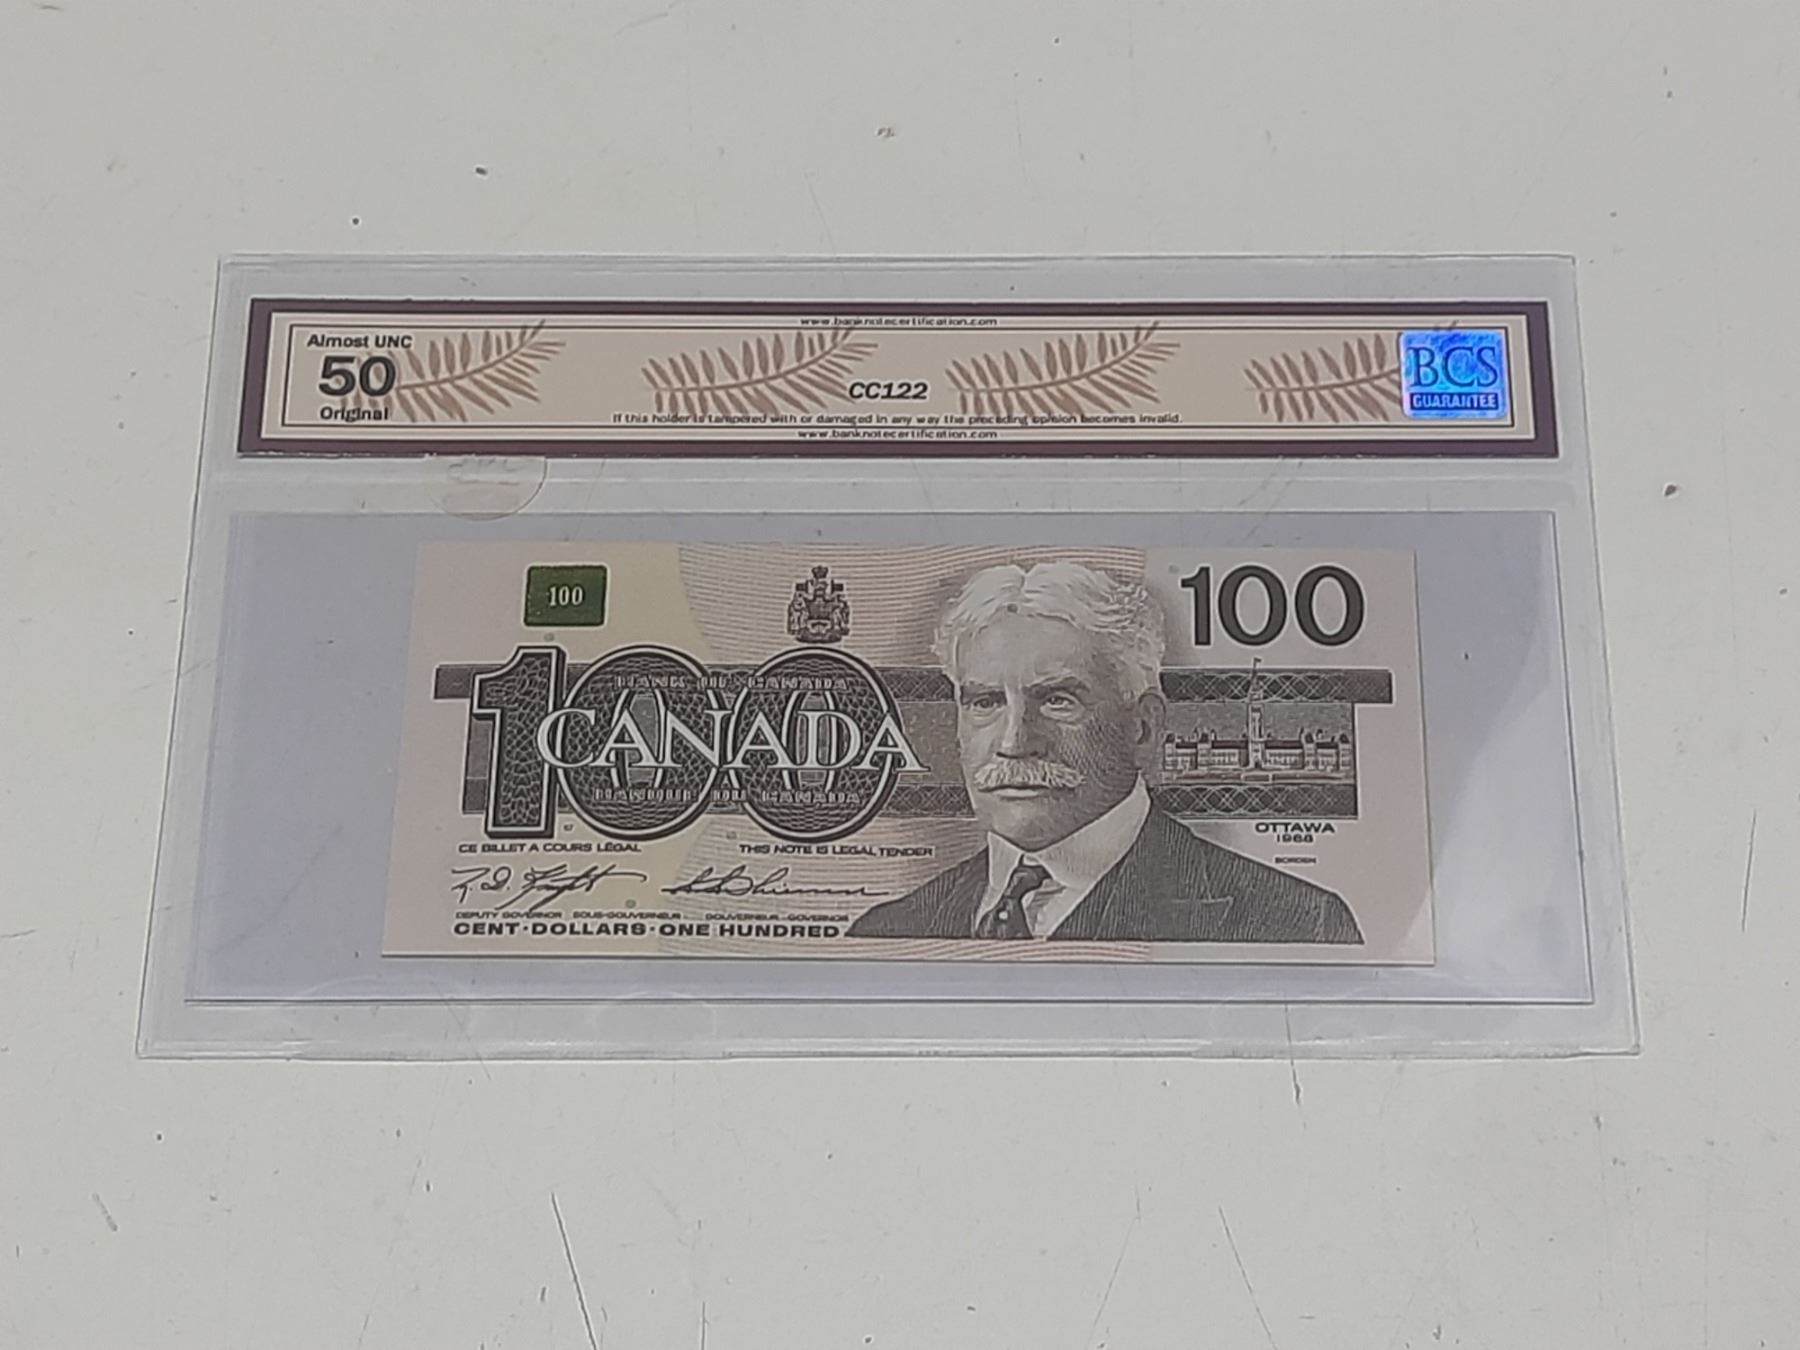 www.banknotecertification.com
Almost UNC
50
Original
CC122
BCS
GUARANTEE
If this holder is tampered with or damaged in any way the preceding opinion becomes invalid.
www.banknotecertification.com
100
100
100
BANK OF CANADA
CANADA
BANQUE DU CANADA
OTTAWA
1988
BORDEN
CE BILLET A COURS LÉGAL
THIS NOTE IS LEGAL TENDER
DEPUTY GOVERNOR SOUS-GOUVERNEUR GOUVERNEUR - GOVERNOR
CENT·DOLLARS·ONE HUNDRED